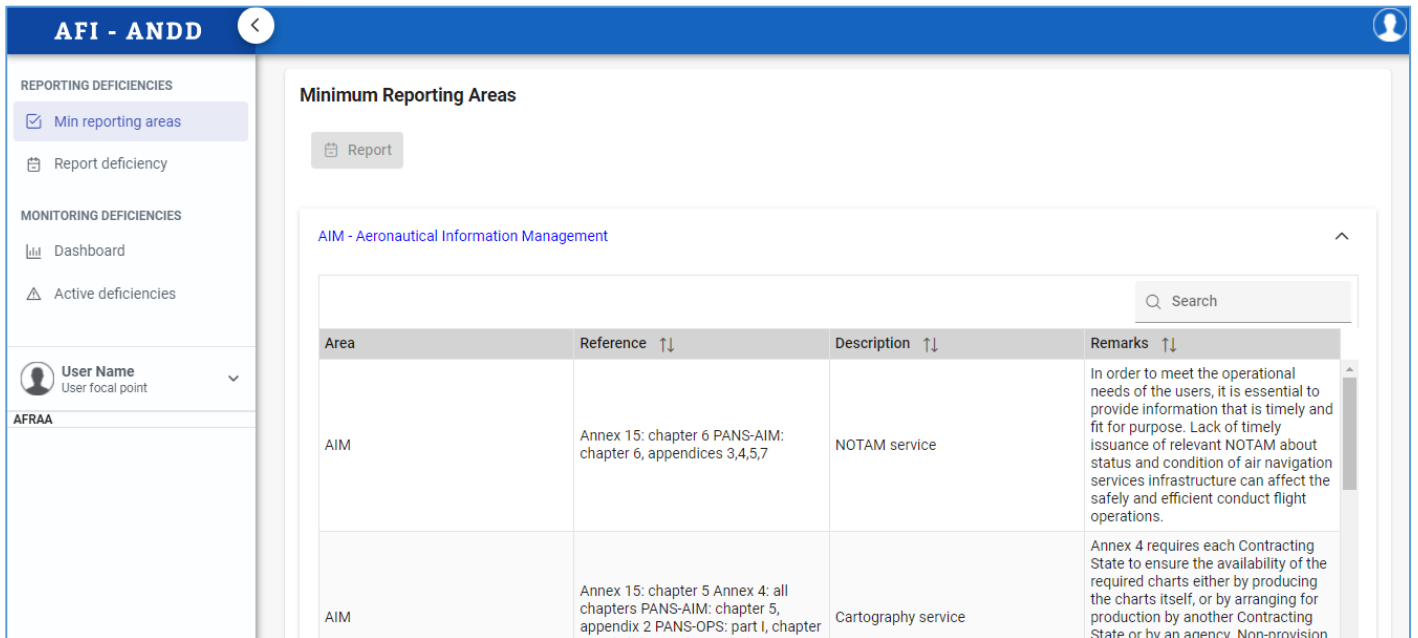 AFI - ANDD
REPORTING DEFICIENCIES
Min reporting areas
Report deficiency
MONITORING DEFICIENCIES
Dashboard
Active deficiencies
User Name
User focal point
AFRAA
Minimum Reporting Areas
Report
AIM - Aeronautical Information Management
Search
Area Reference Description Remarks
AIM
Annex 15: chapter 6 PANS-AIM:
chapter 6, appendices 3,4,5,7
NOTAM service
In order to meet the operational
needs of the users, it is essential to
provide information that is timely and
fit for purpose. Lack of timely
issuance of relevant NOTAM about
status and condition of air navigation
services infrastructure can affect the
safely and efficient conduct flight
operations.
AIM
Annex 15: chapter 5 Annex 4: all
chapters PANS-AIM: chapter 5,
appendix 2 PANS-OPS: part I, chapter
Cartography service
Annex 4 requires each Contracting
State to ensure the availability of the
required charts either by producing
the charts itself, or by arranging for
production by another Contracting
State or by an agency. Non-provision